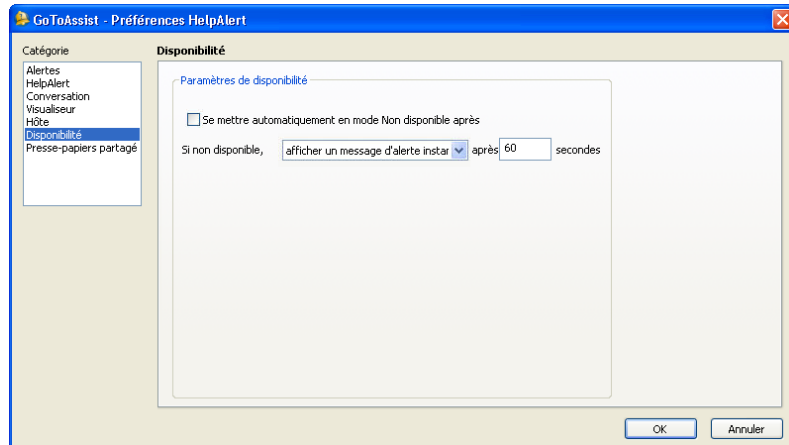 GoToAssist - Préférences HelpAlert
Catégorie
Alertes
HelpAlert
Conversation
Visualiseur
Hôte
Disponibilité
Presse-papiers partagé
Disponibilité
Paramètres de disponibilité
Se mettre automatiquement en mode Non disponible après
Si non disponible, afficher un message d'alerte instar après 60 secondes
OK Annuler